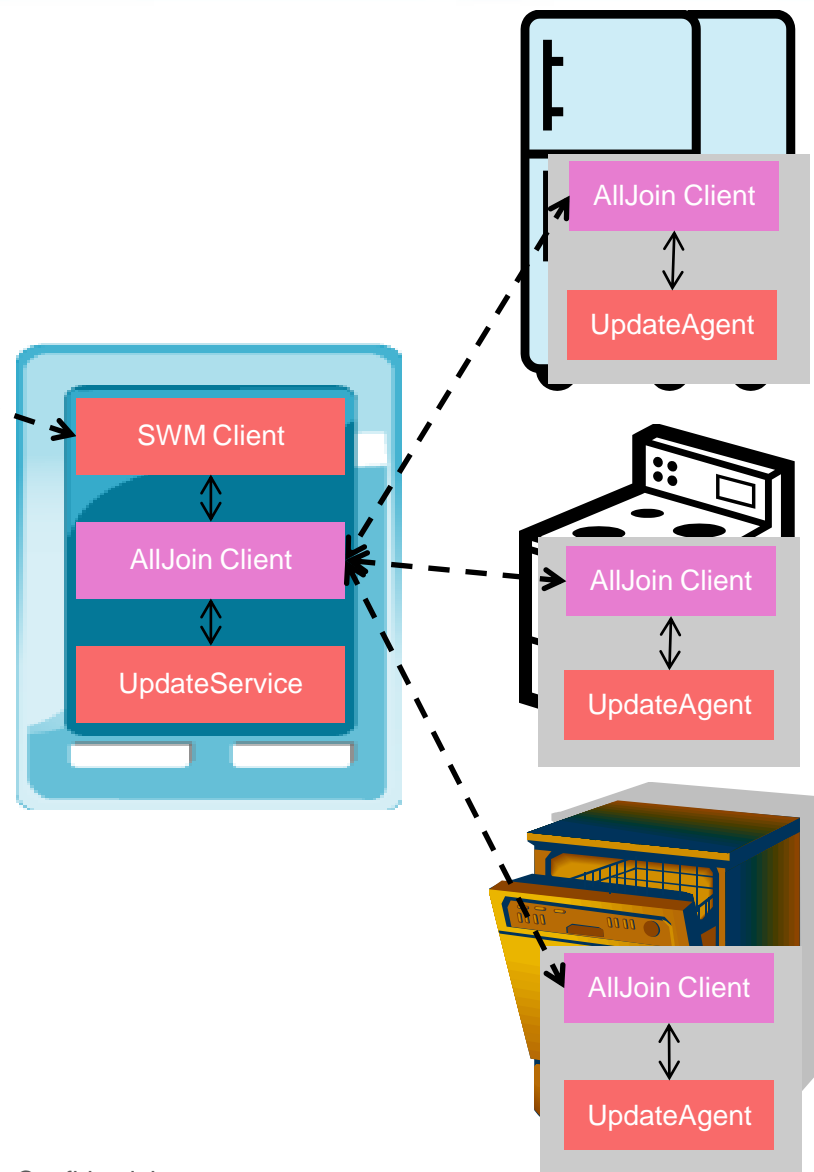 SWM Client
AllJoin Client
UpdateService
AllJoin Client
UpdateAgent
AllJoin Client
UpdateAgent
AllJoin Client
UpdateAgent